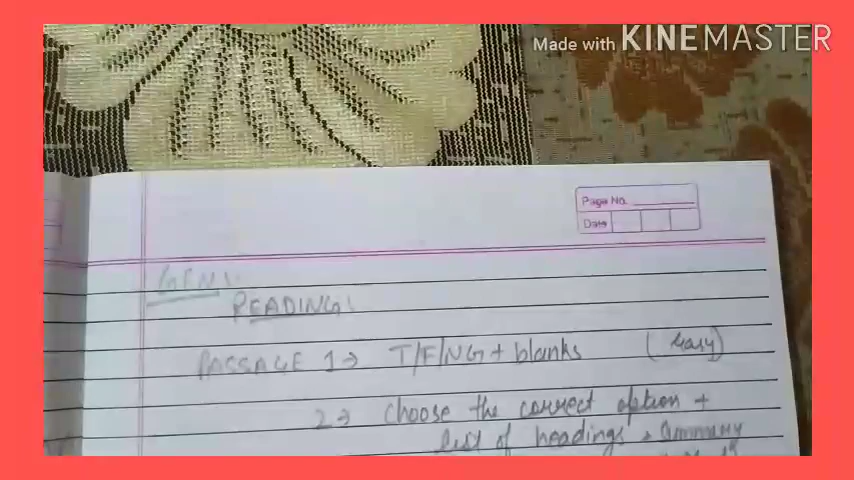 Made with KINEMASTER
Page No.
Date
GEN:
READING:
PASSAGE 1→ T/F/NG + blanks (easy)
2→ Choose the correct option +
list of headings, Summary